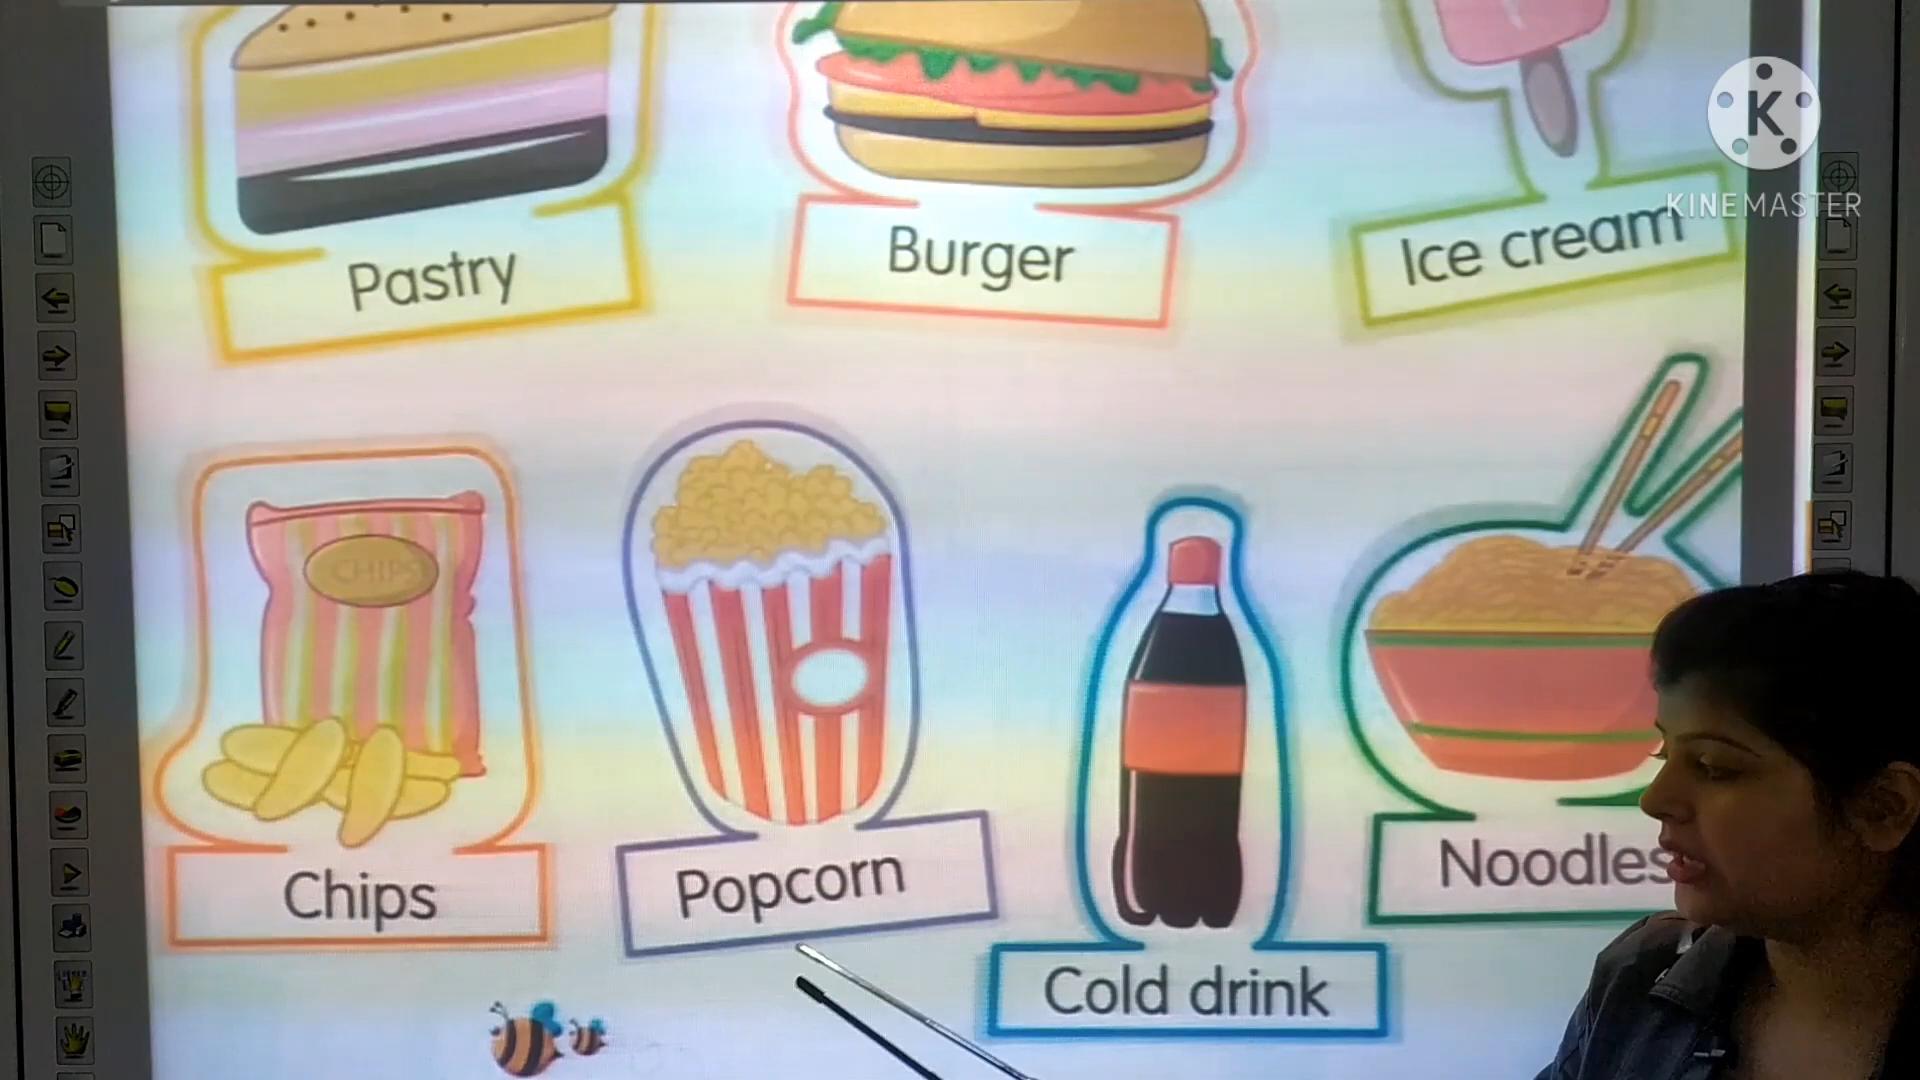 K
KINEMASTER
Pastry
Burger
Ice cream
CHIPS
Chips
Popcorn
Cold drink
Noodles